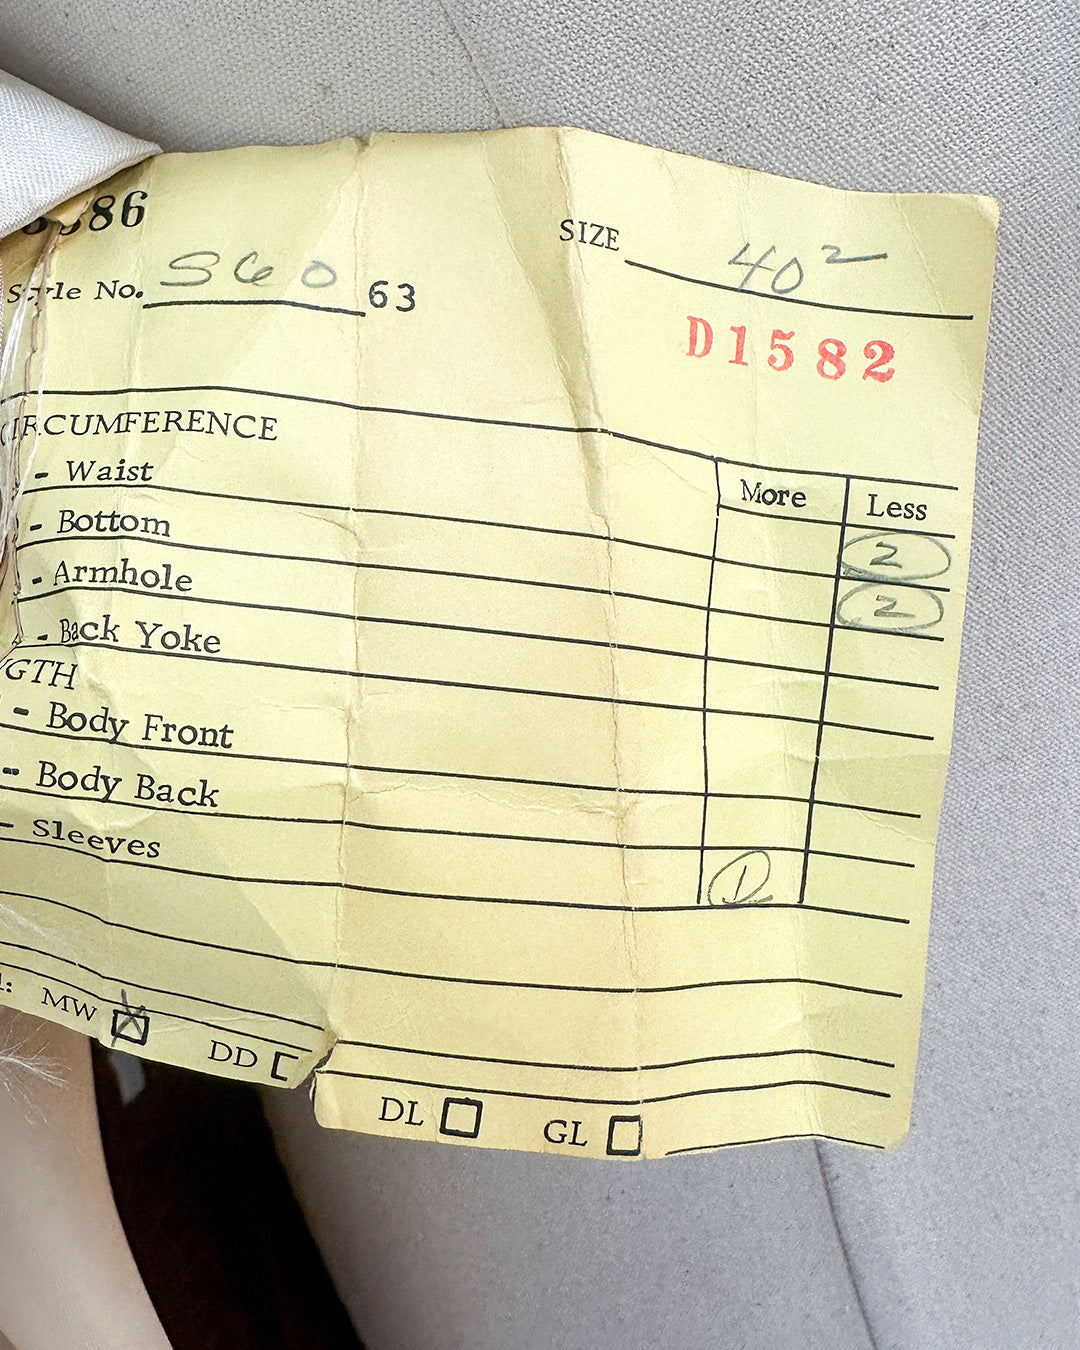 86
SIZE 40²
Style No. S60 63
D1582
CIRCUMFERENCE
More Less
- Waist 2
- Bottom 2
- Armhole
- Back Yoke
GTH
- Body Front
- Body Back
- Sleeves 1
MW X DD
DL GL